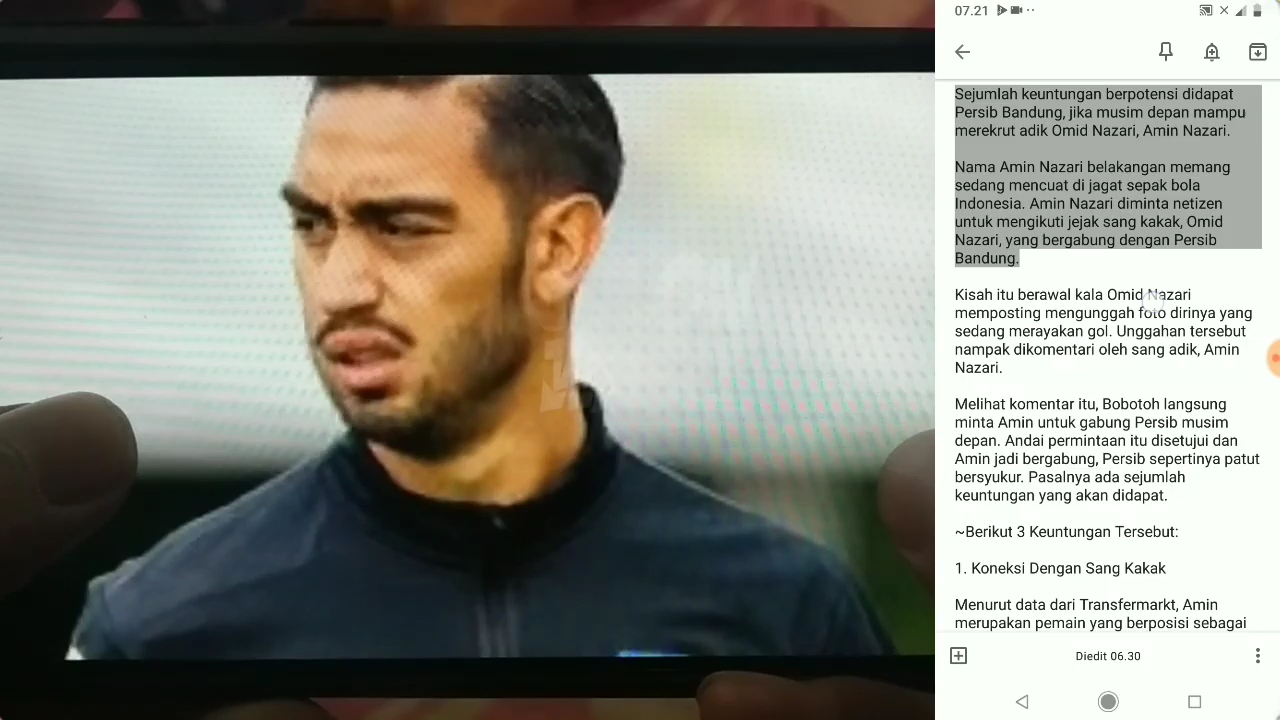 07.21
Sejumlah keuntungan berpotensi didapat
Persib Bandung, jika musim depan mampu
merekrut adik Omid Nazari, Amin Nazari.
Nama Amin Nazari belakangan memang
sedang mencuat di jagat sepak bola
Indonesia. Amin Nazari diminta netizen
untuk mengikuti jejak sang kakak, Omid
Nazari, yang bergabung dengan Persib
Bandung.
Kisah itu berawal kala Omid Nazari
memposting mengunggah foto dirinya yang
sedang merayakan gol. Unggahan tersebut
nampak dikomentari oleh sang adik, Amin
Nazari.
Melihat komentar itu, Bobotoh langsung
minta Amin untuk gabung Persib musim
depan. Andai permintaan itu disetujui dan
Amin jadi bergabung, Persib sepertinya patut
bersyukur. Pasalnya ada sejumlah
keuntungan yang akan didapat.
~Berikut 3 Keuntungan Tersebut:
1. Koneksi Dengan Sang Kakak
Menurut data dari Transfermarkt, Amin
merupakan pemain yang berposisi sebagai
Diedit 06.30